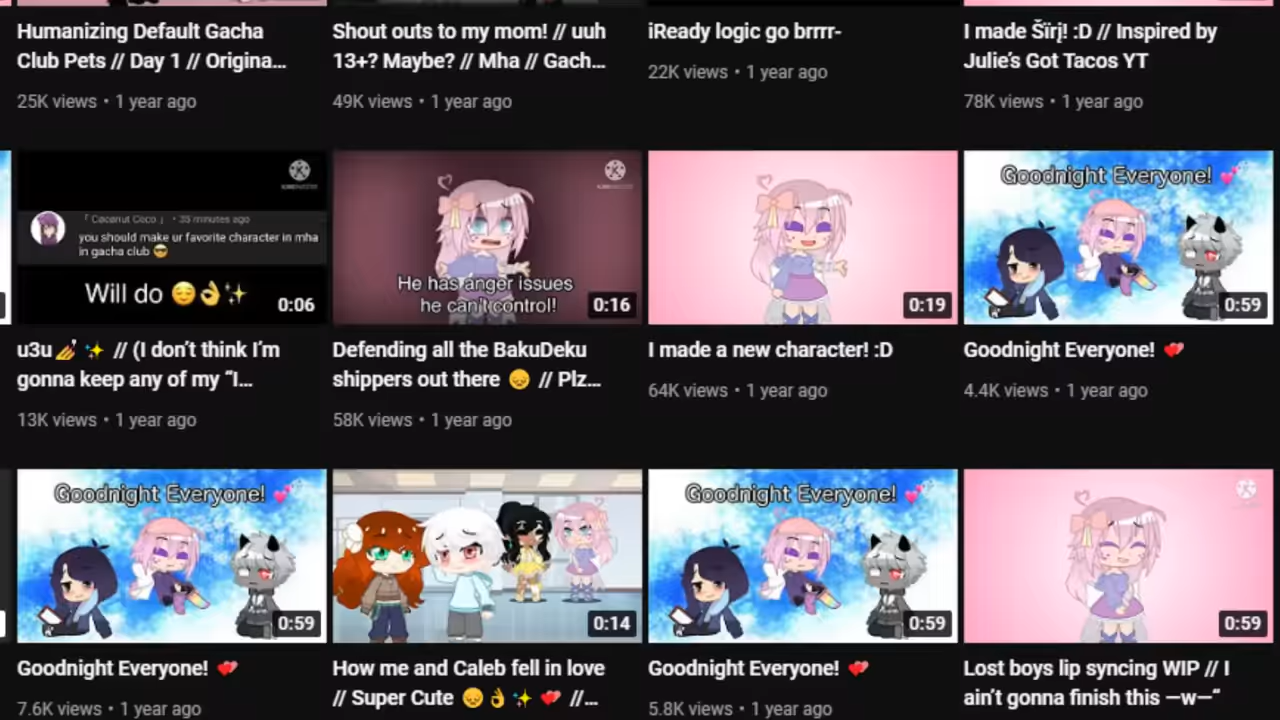 Humanizing Default Gacha
Club Pets // Day 1 // Origina...
25K views • 1 year ago
Shout outs to my mom! // uuh
13+? Maybe? // Mha // Gach...
49K views • 1 year ago
iReady logic go brrrr-
22K views • 1 year ago
I made Šïrį! :D // Inspired by
Julie's Got Tacos YT
78K views • 1 year ago
「 Coconut Coco 」 • 35 minutes ago
you should make ur favorite character in mha
in gacha club 😎
Will do 😌👌✨
0:06
u3u💅✨ // (I don't think I'm
gonna keep any of my “I...
13K views • 1 year ago
He has anger issues
he can't control!
0:16
Defending all the BakuDeku
shippers out there 😞 // Plz...
58K views • 1 year ago
0:19
I made a new character! :D
64K views • 1 year ago
Goodnight Everyone! 💕
0:59
Goodnight Everyone! 💕
4.4K views • 1 year ago
Goodnight Everyone! 💕
0:59
Goodnight Everyone! 💕
7.6K views • 1 year ago
0:14
How me and Caleb fell in love
// Super Cute 😞👌✨💕 //...
Goodnight Everyone! 💕
0:59
Goodnight Everyone! 💕
5.8K views • 1 year ago
0:59
Lost boys lip syncing WIP // I
ain't gonna finish this —w—“